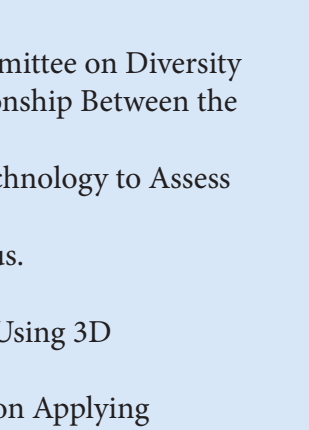 mittee on Diversity
onship Between the
chnology to Assess
us.
Using 3D
on Applying